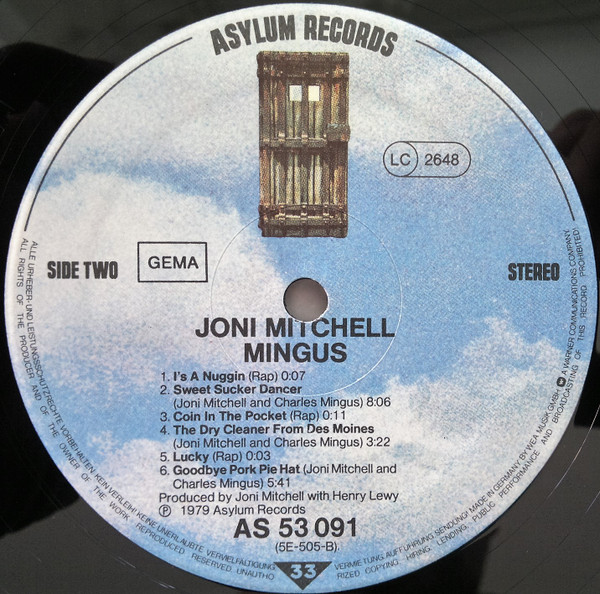 ASYLUM RECORDS
LC 2648
SIDE TWO
GEMA
STEREO
JONI MITCHELL
MINGUS
1. I's A Nuggin (Rap) 0:07
2. Sweet Sucker Dancer
(Joni Mitchell and Charles Mingus) 8:06
3. Coin In The Pocket (Rap) 0:11
4. The Dry Cleaner From Des Moines
(Joni Mitchell and Charles Mingus) 3:22
5. Lucky (Rap) 0:03
6. Goodbye Pork Pie Hat (Joni Mitchell and
Charles Mingus) 5:41
Produced by Joni Mitchell with Henry Lewy
Ⓟ 1979 Asylum Records
AS 53 091
(5E-505-B)
33
ALLE URHEBER- UND LEISTUNGSSCHUTZRECHTE VORBEHALTEN. KEIN VERLEIH! KEINE UNERLAUBTE VERVIELFÄLTIGUNG, VERMIETUNG, AUFFÜHRUNG, SENDUNG! MADE IN GERMANY BY WEA MUSIK GMBH. A WARNER COMMUNICATIONS COMPANY.
ALL RIGHTS OF THE PRODUCER AND OF THE OWNER OF THE WORK REPRODUCED RESERVED. UNAUTHORIZED COPYING, HIRING, LENDING, PUBLIC PERFORMANCE AND BROADCASTING OF THIS RECORD PROHIBITED!